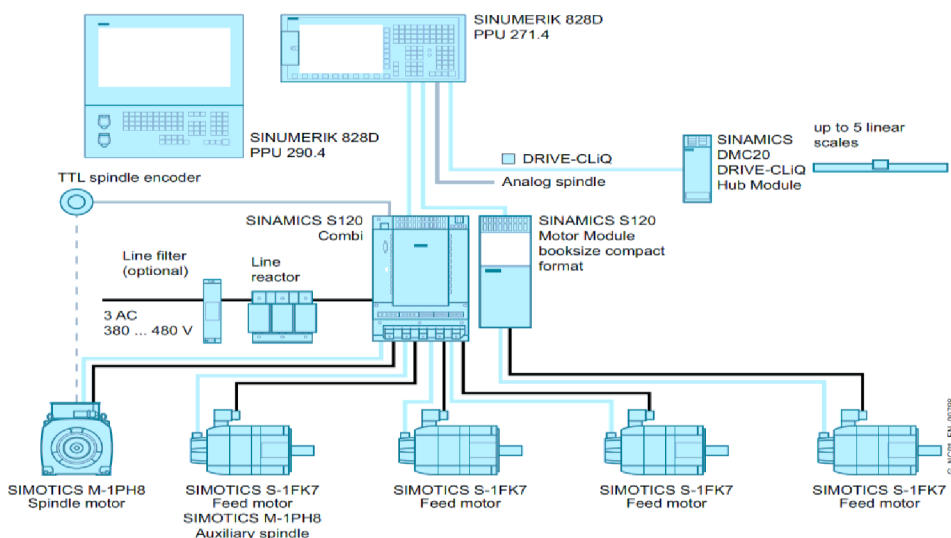 SINUMERIK 828D
PPU 271.4
SINUMERIK 828D
PPU 290.4
DRIVE-CLiQ
Analog spindle
SINAMICS
DMC20
DRIVE-CLiQ
Hub Module
up to 5 linear
scales
TTL spindle encoder
SINAMICS S120
Combi
SINAMICS S120
Motor Module
booksize compact
format
Line filter
(optional)
Line
reactor
3 AC
380 ... 480 V
SIMOTICS M-1PH8
Spindle motor
SIMOTICS S-1FK7
Feed motor
SIMOTICS M-1PH8
Auxiliary spindle
SIMOTICS S-1FK7
Feed motor
SIMOTICS S-1FK7
Feed motor
SIMOTICS S-1FK7
Feed motor